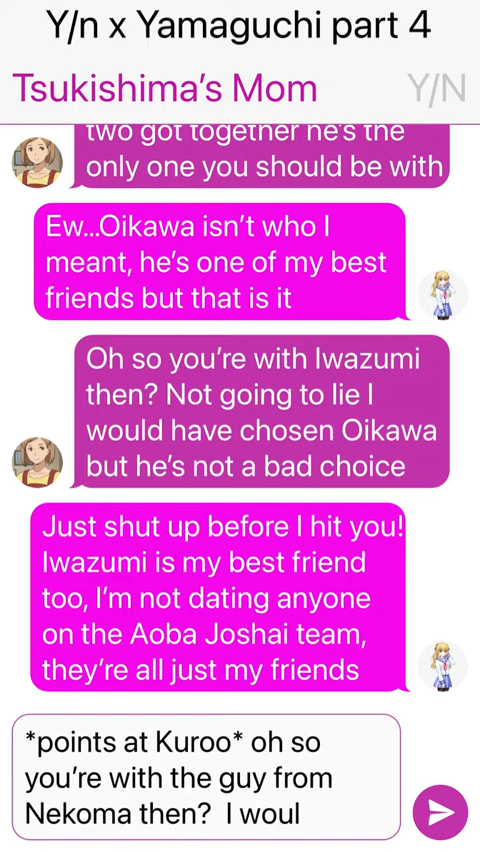 Y/n x Yamaguchi part 4
Tsukishima's Mom
Y/N
two got together he's the
only one you should be with
Ew...Oikawa isn't who I
meant, he's one of my best
friends but that is it
Oh so you're with Iwazumi
then? Not going to lie I
would have chosen Oikawa
but he's not a bad choice
Just shut up before I hit you!
Iwazumi is my best friend
too, I'm not dating anyone
on the Aoba Joshai team,
they're all just my friends
*points at Kuroo* oh so
you're with the guy from
Nekoma then?  I woul